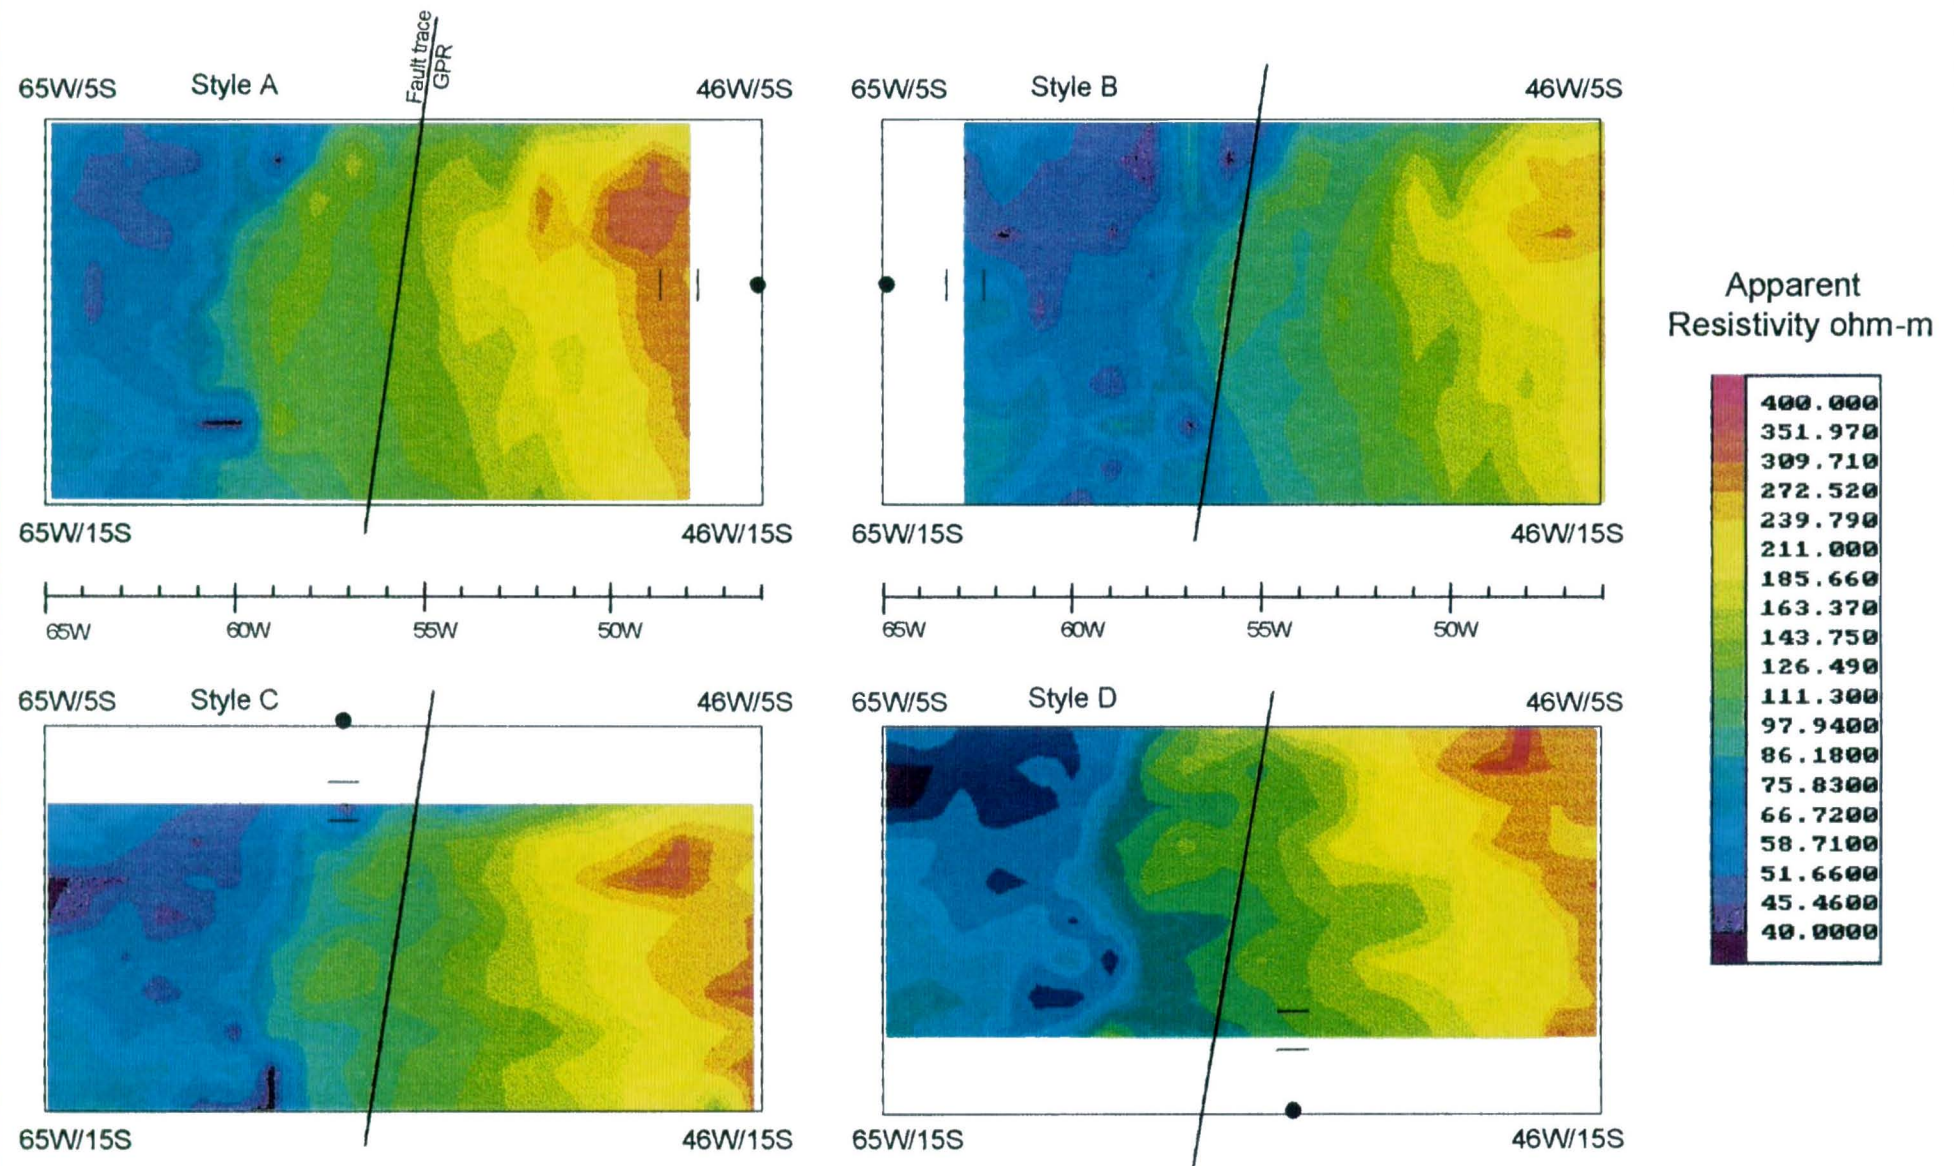 Fault trace
GPR
65W/5S Style A 46W/5S
65W/5S Style B 46W/5S
65W/15S 46W/15S
65W/15S 46W/15S
65W 60W 55W 50W
65W 60W 55W 50W
65W/5S Style C 46W/5S
65W/5S Style D 46W/5S
65W/15S 46W/15S
65W/15S 46W/15S
Apparent
Resistivity ohm-m
400.000
351.970
309.710
272.520
239.790
211.000
185.660
163.370
143.750
126.490
111.300
97.9400
86.1800
75.8300
66.7200
58.7100
51.6600
45.4600
40.0000